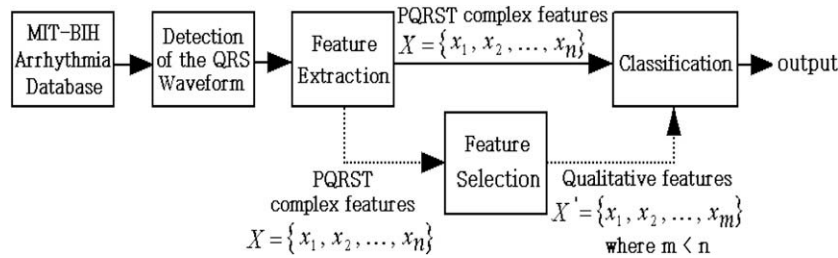 MIT-BIH
Arrhythmia
Database
Detection
of the QRS
Waveform
Feature
Extraction
PQRST complex features
X = { x₁ , x₂ , ... , xₙ }
Classification
output
PQRST
complex features
X = { x₁ , x₂ , ... , xₙ }
Feature
Selection
Qualitative features
X ' = { x₁ , x₂ , ... , xₘ }
where m < n